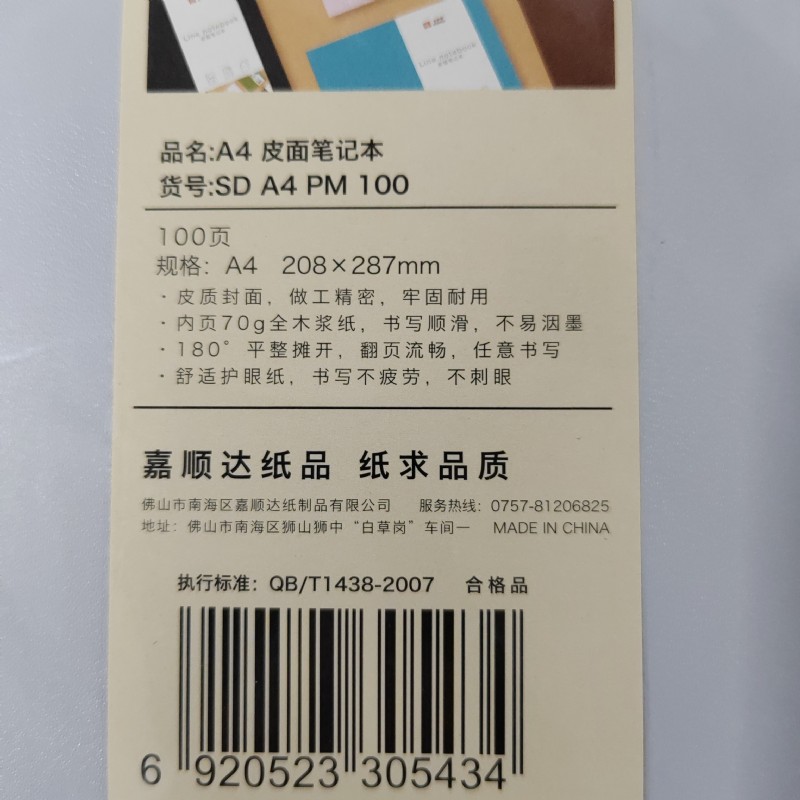 Line notebook
Line notebook
品名:A4 皮面笔记本
货号:SD A4 PM 100
100页
规格：A4 208×287mm
·皮质封面，做工精密，牢固耐用
·内页70g全木浆纸，书写顺滑，不易洇墨
·180°平整摊开，翻页流畅，任意书写
·舒适护眼纸，书写不疲劳，不刺眼
嘉顺达纸品 纸求品质
佛山市南海区嘉顺达纸制品有限公司 服务热线：0757-81206825
地址：佛山市南海区狮山狮中“白草岗”车间一 MADE IN CHINA
执行标准：QB/T1438-2007 合格品
6 920523 305434